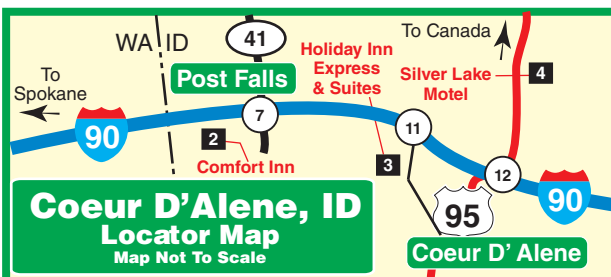 WA ID
41
Holiday Inn
Express
& Suites
To Canada
To
Spokane
Post Falls
Silver Lake
Motel
4
90
7
11
2
Comfort Inn
3
12
Coeur D'Alene, ID
Locator Map
Map Not To Scale
95
90
Coeur D' Alene